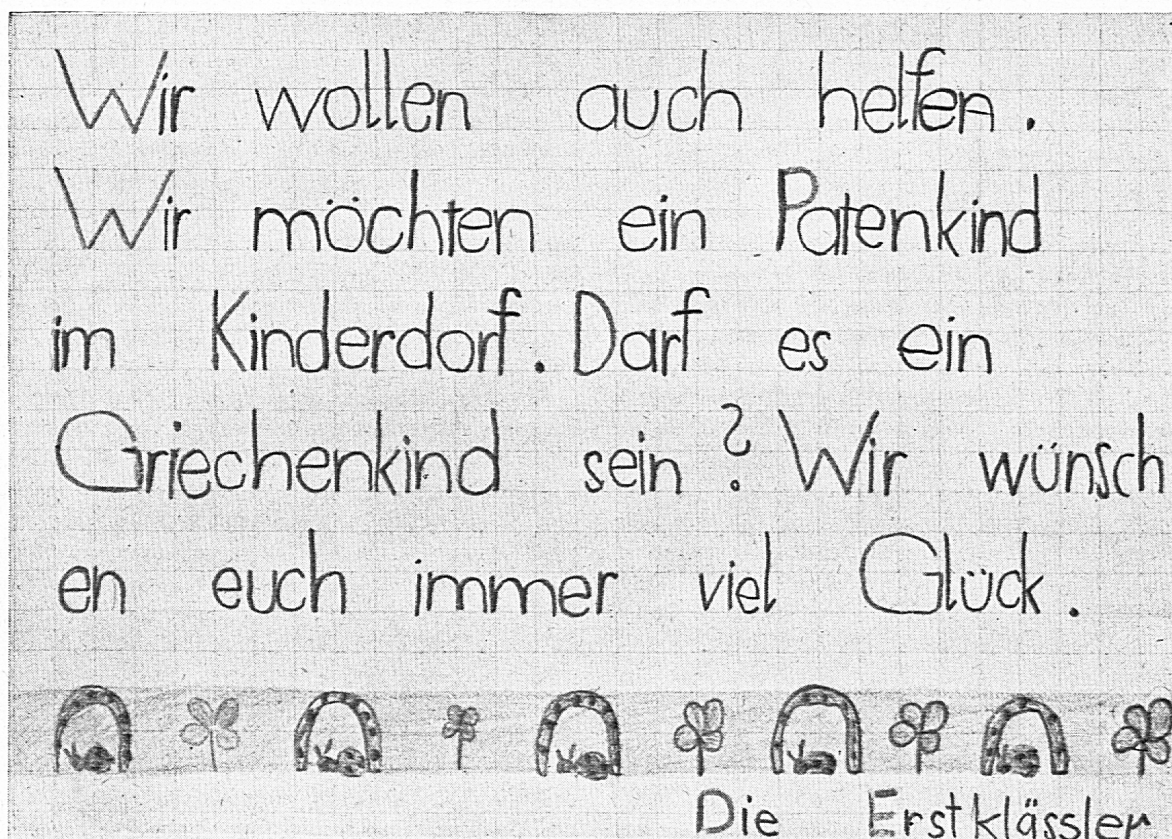 Wir wollen auch helfen.
Wir möchten ein Patenkind
im Kinderdorf. Darf es ein
Griechenkind sein? Wir wünsch
en euch immer viel Glück.
Die Erstklässler